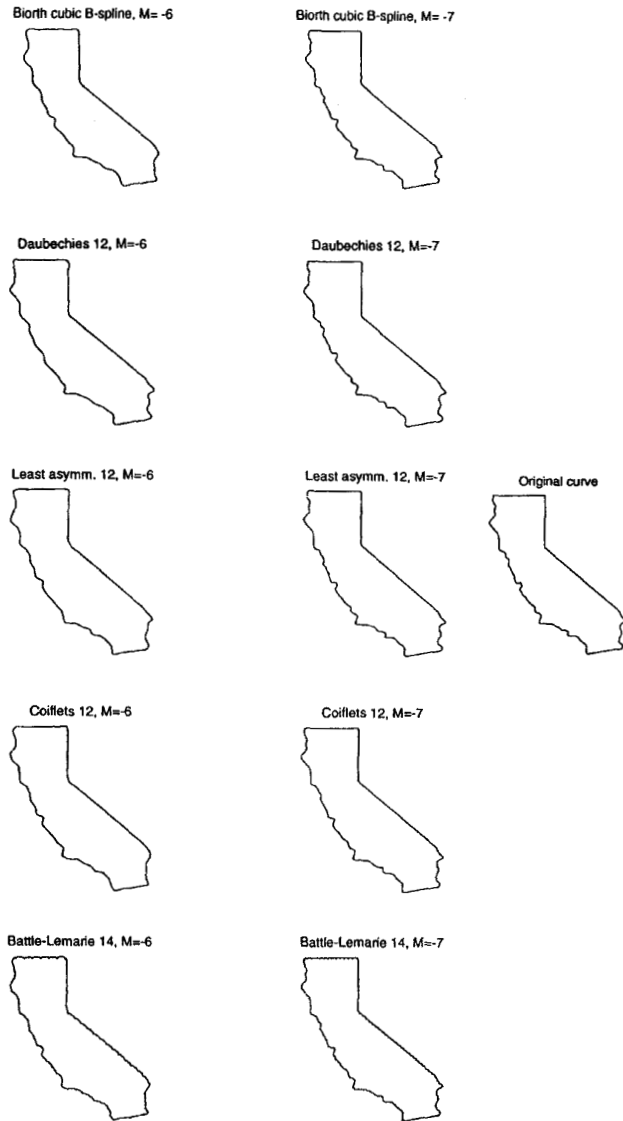 Biorth cubic B-spline, M= -6
Biorth cubic B-spline, M= -7
Daubechies 12, M=-6
Daubechies 12, M=-7
Least asymm. 12, M=-6
Least asymm. 12, M=-7
Original curve
Coiflets 12, M=-6
Coiflets 12, M=-7
Battle-Lemarie 14, M=-6
Battle-Lemarie 14, M=-7